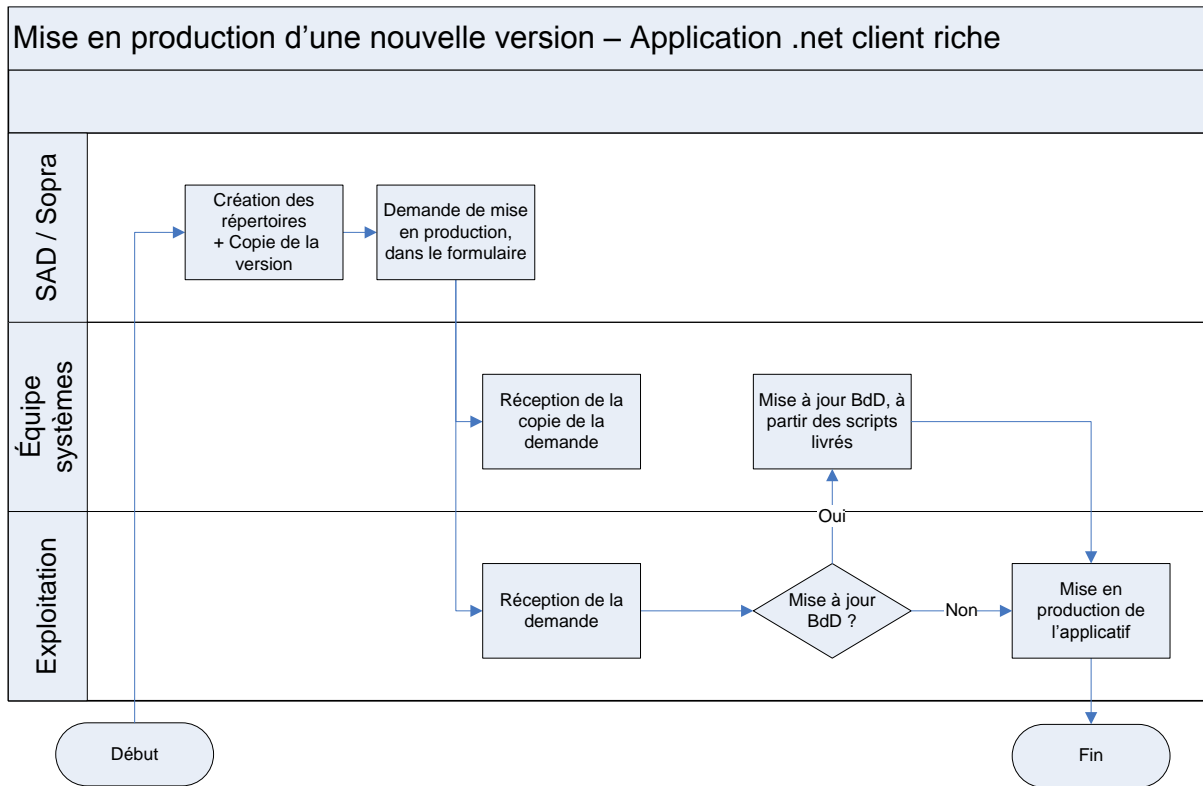 Mise en production d’une nouvelle version – Application .net client riche
SAD / Sopra
Création des
répertoires
+ Copie de la
version
Demande de mise
en production,
dans le formulaire
Équipe
systèmes
Réception de la
copie de la
demande
Mise à jour BdD, à
partir des scripts
livrés
Oui
Exploitation
Réception de la
demande
Mise à jour
BdD ?
Non
Mise en
production de
l’applicatif
Début
Fin